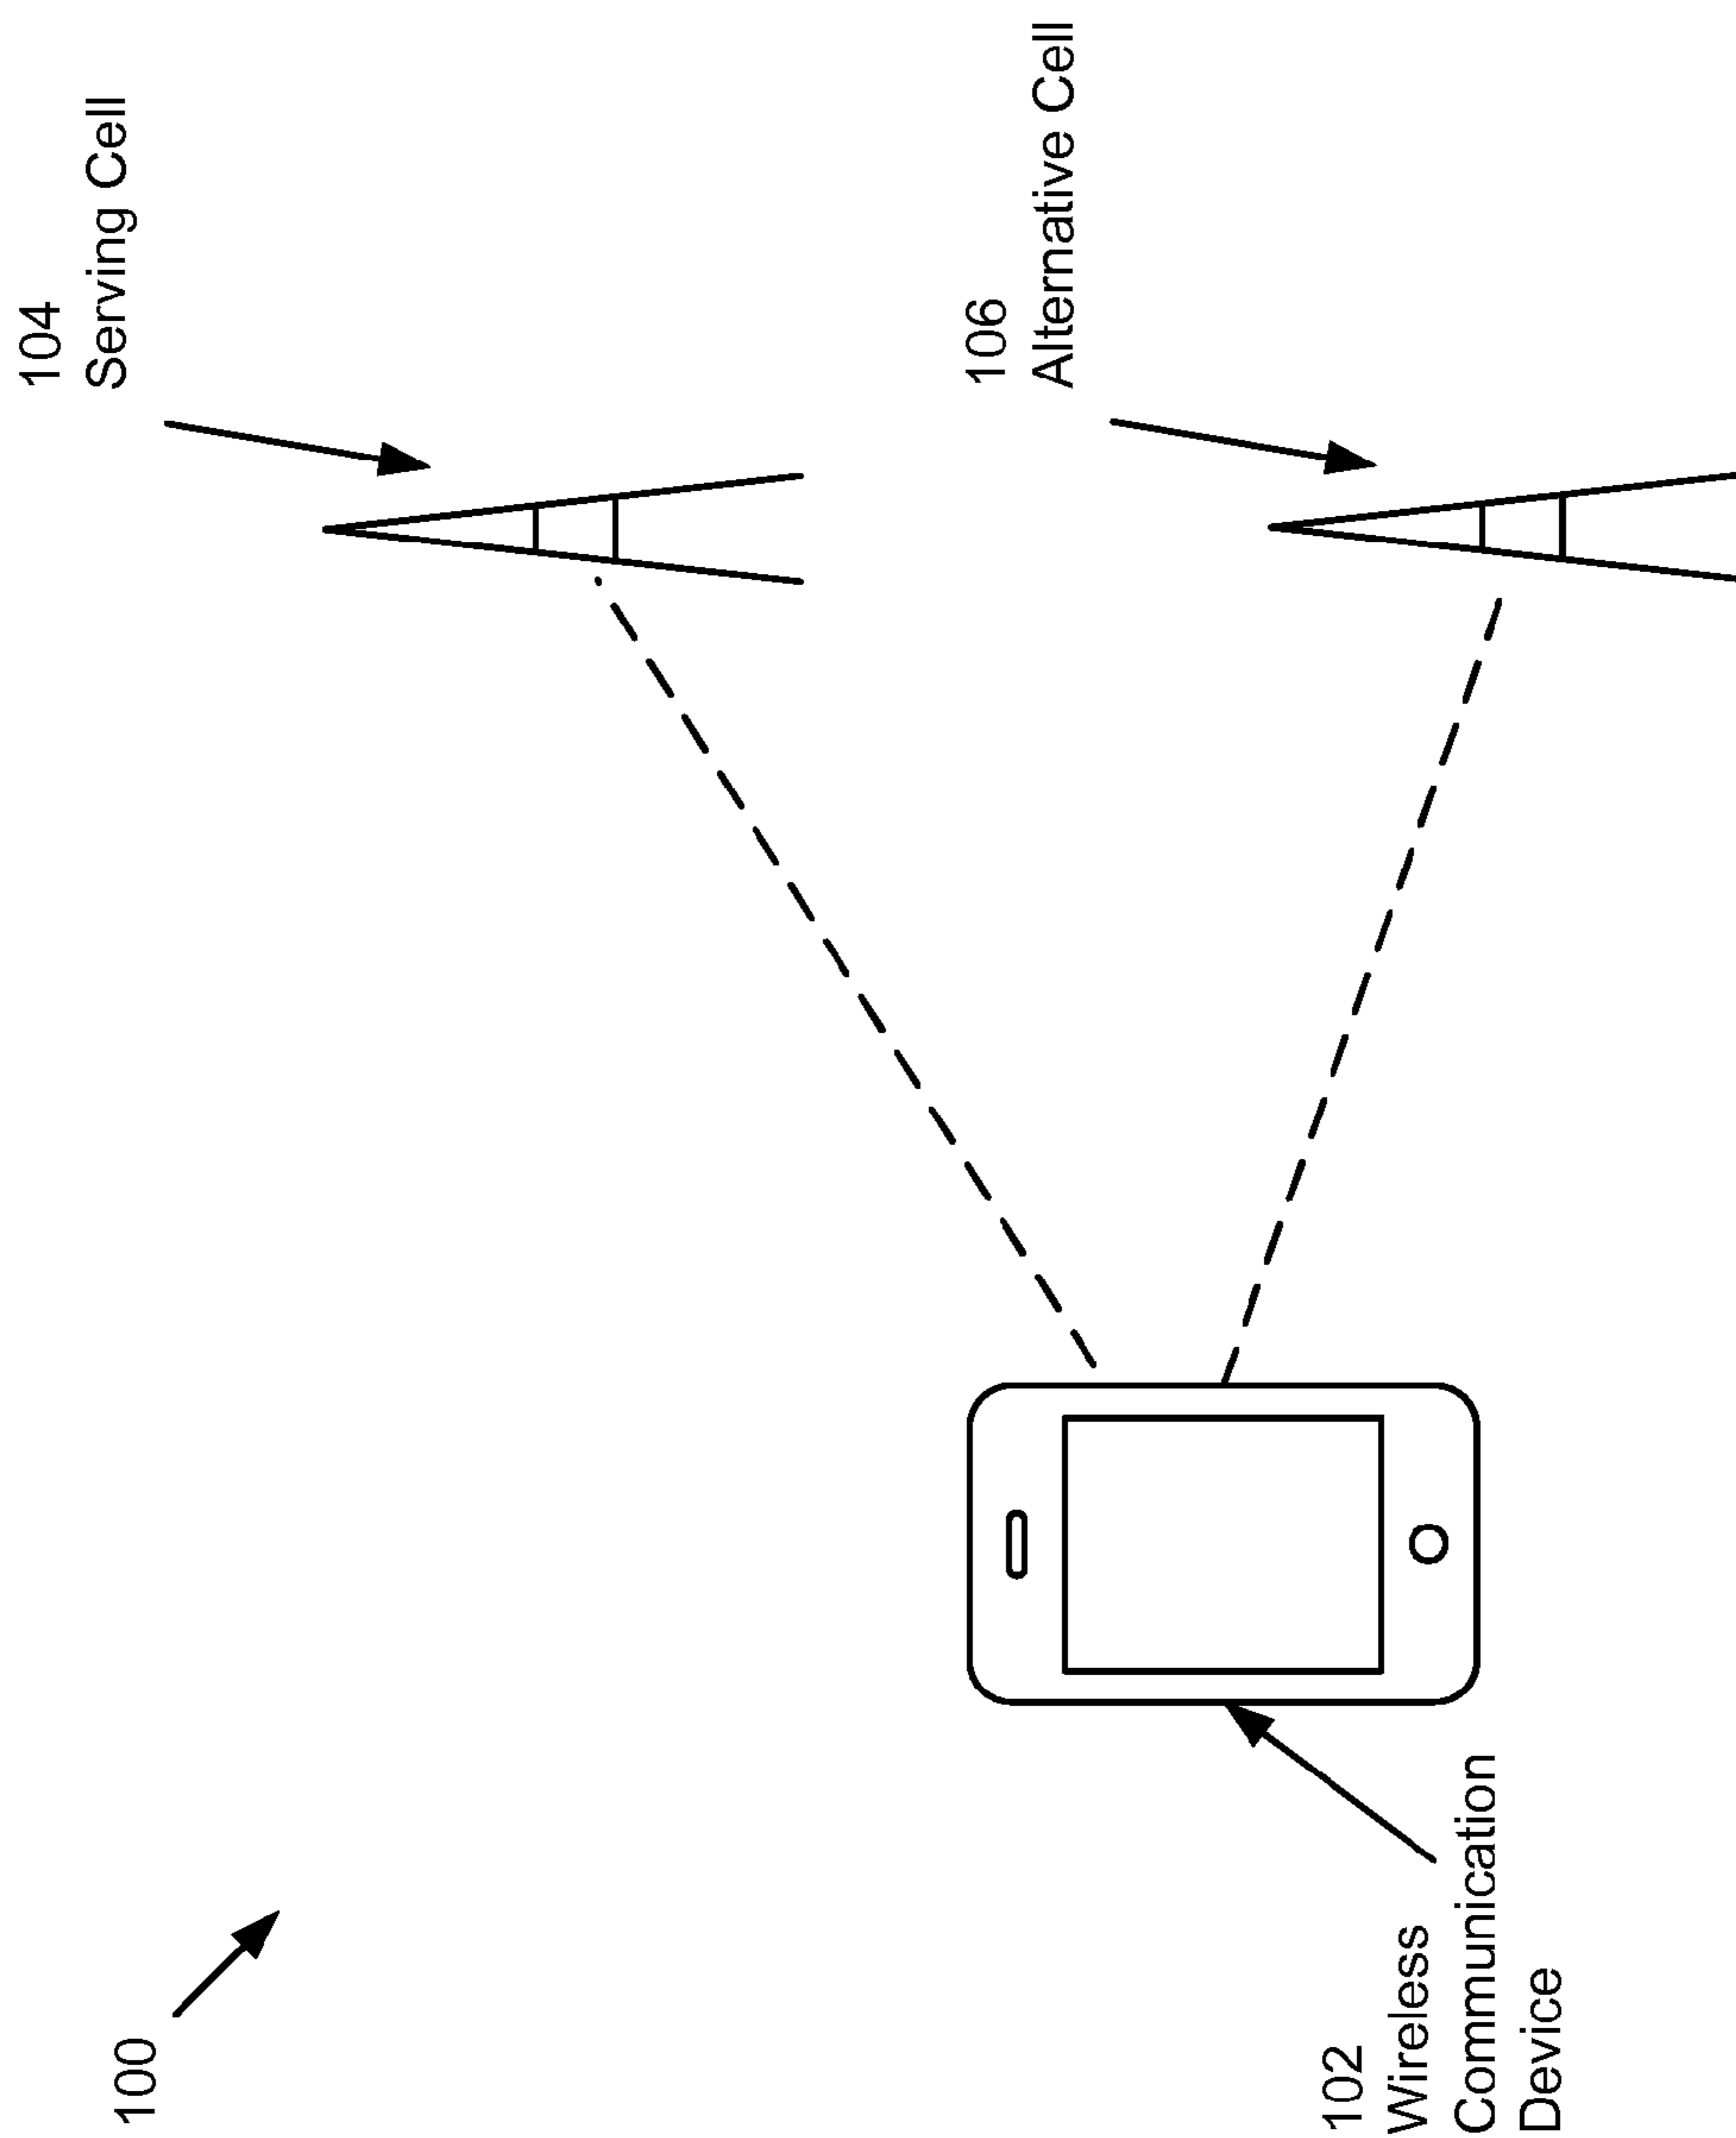 100
104
Serving Cell
102
Wireless
Communication
Device
106
Alternative Cell